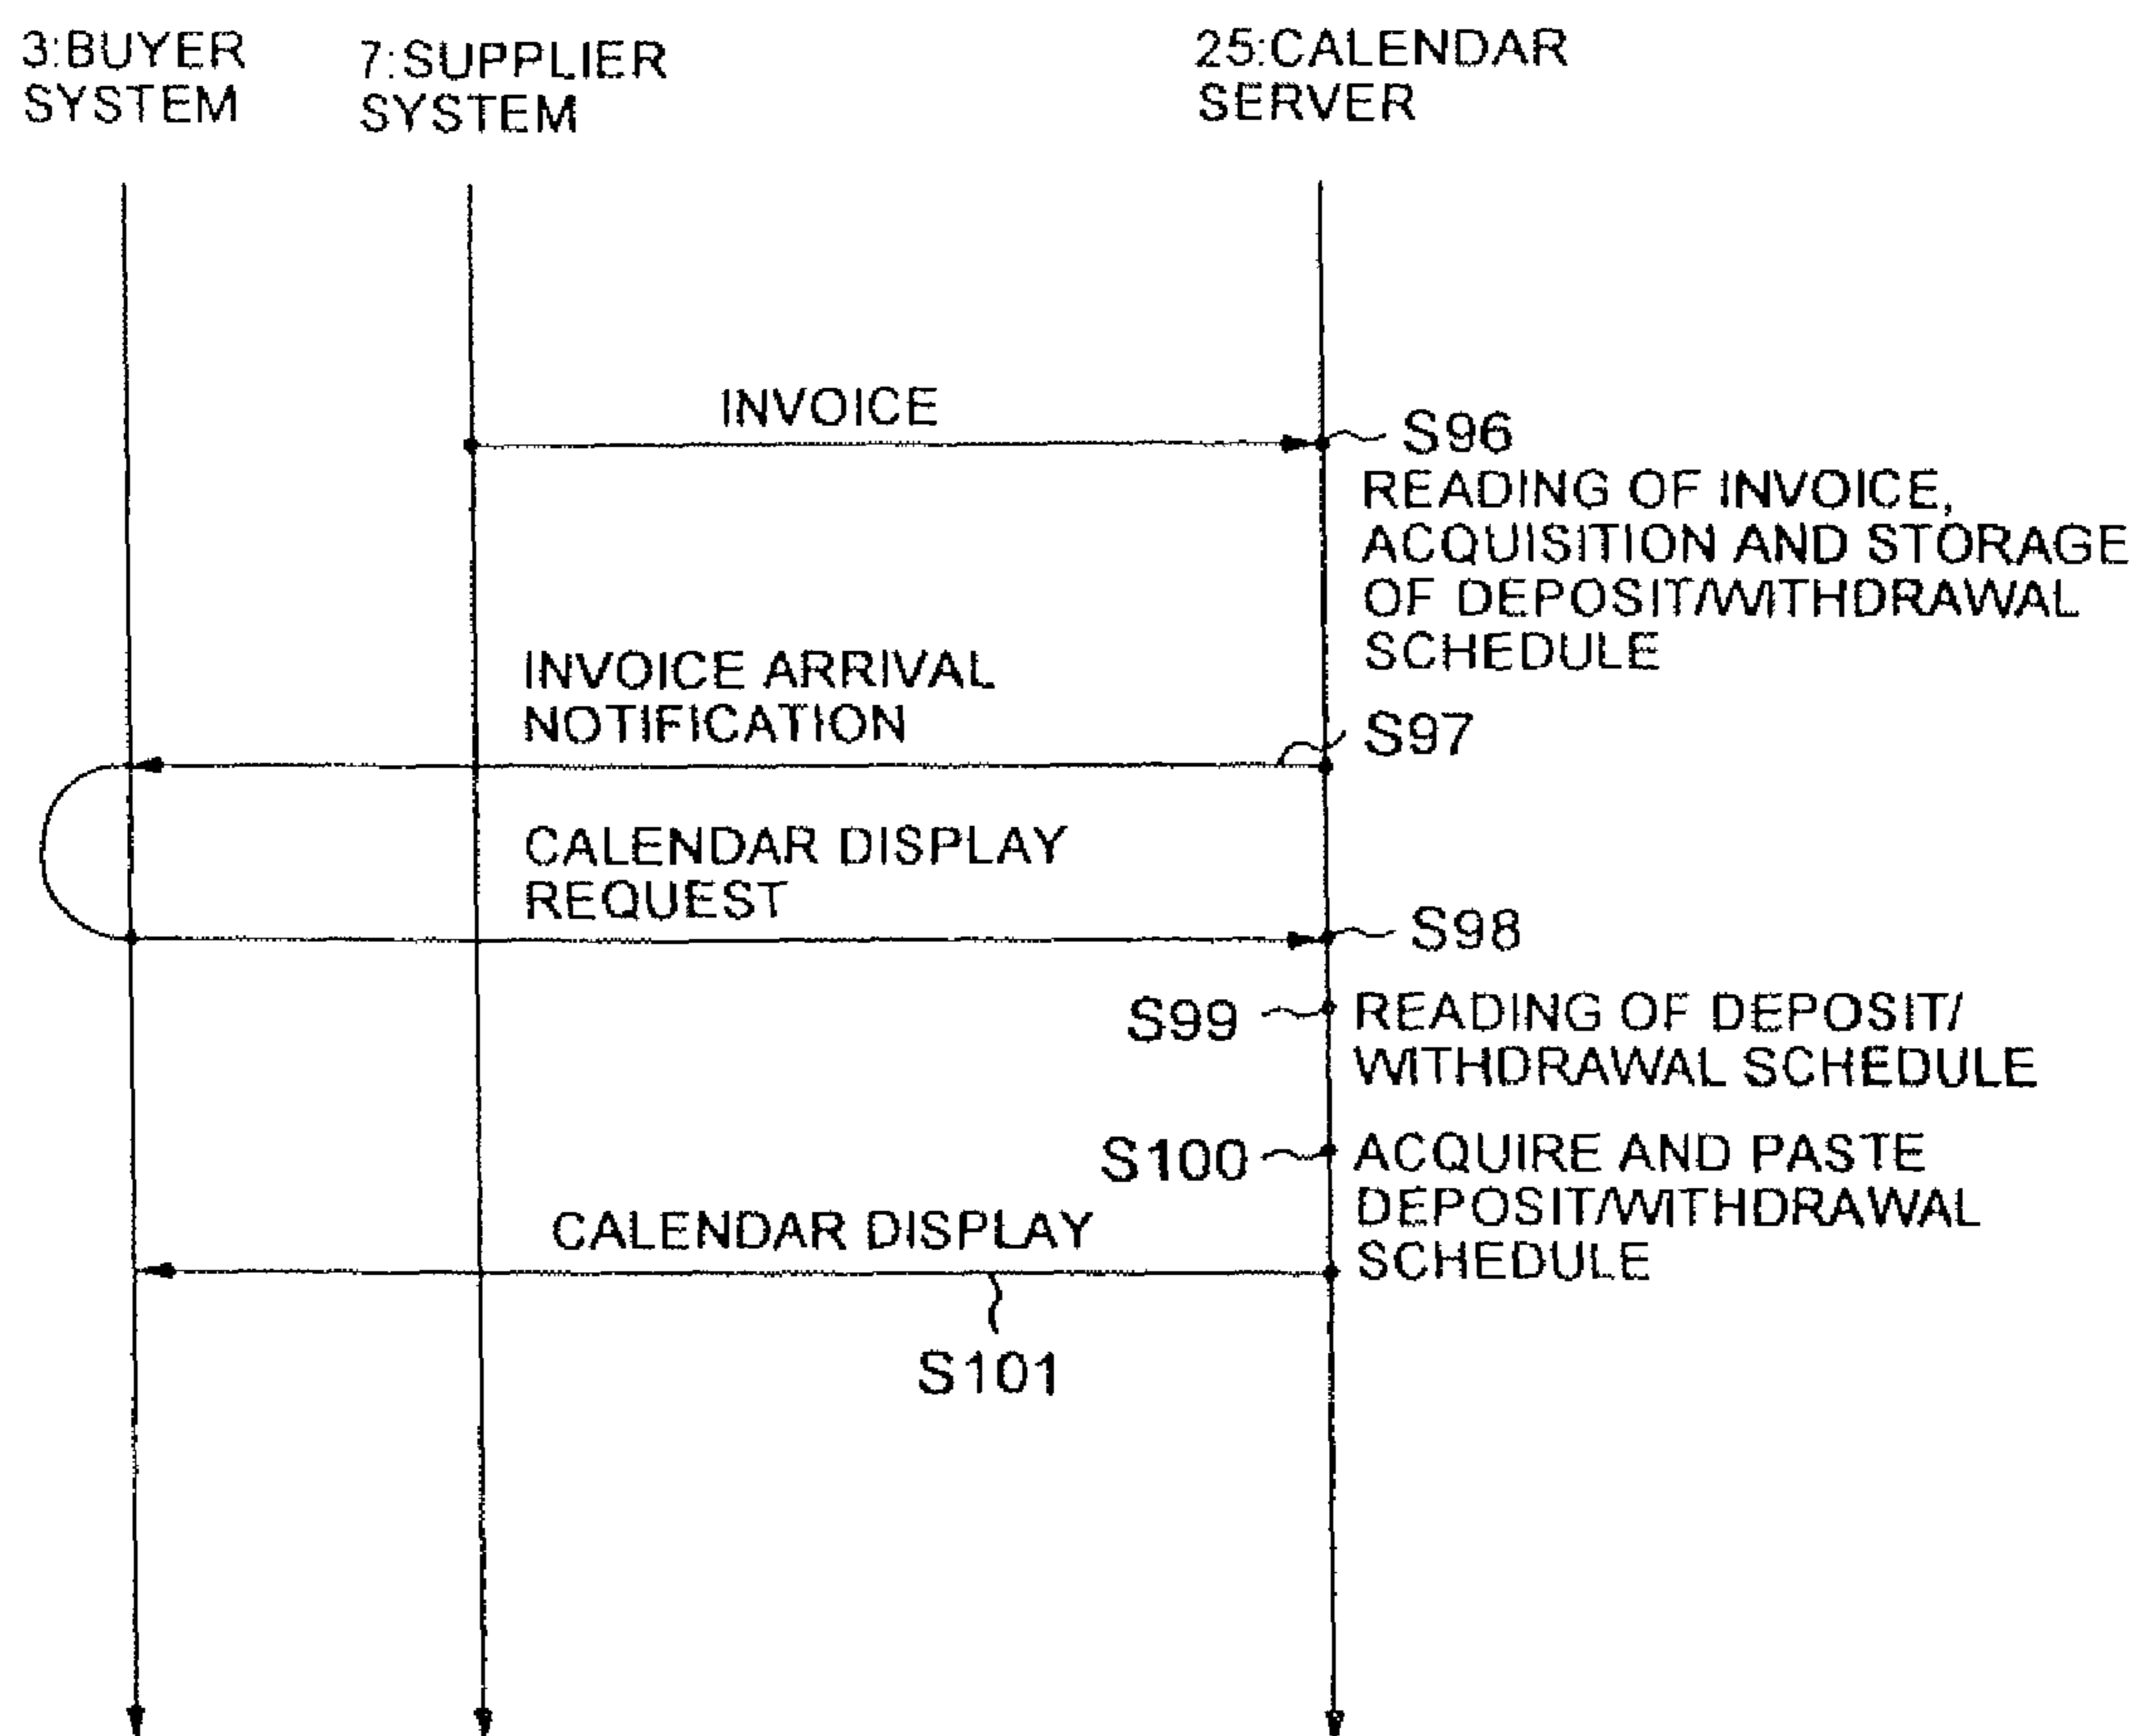 3:BUYER
SYSTEM
7:SUPPLIER
SYSTEM
25:CALENDAR
SERVER
INVOICE
S96
READING OF INVOICE,
ACQUISITION AND STORAGE
OF DEPOSIT/WITHDRAWAL
SCHEDULE
INVOICE ARRIVAL
NOTIFICATION
S97
CALENDAR DISPLAY
REQUEST
S98
S99
READING OF DEPOSIT/
WITHDRAWAL SCHEDULE
S100
ACQUIRE AND PASTE
DEPOSIT/WITHDRAWAL
SCHEDULE
CALENDAR DISPLAY
S101